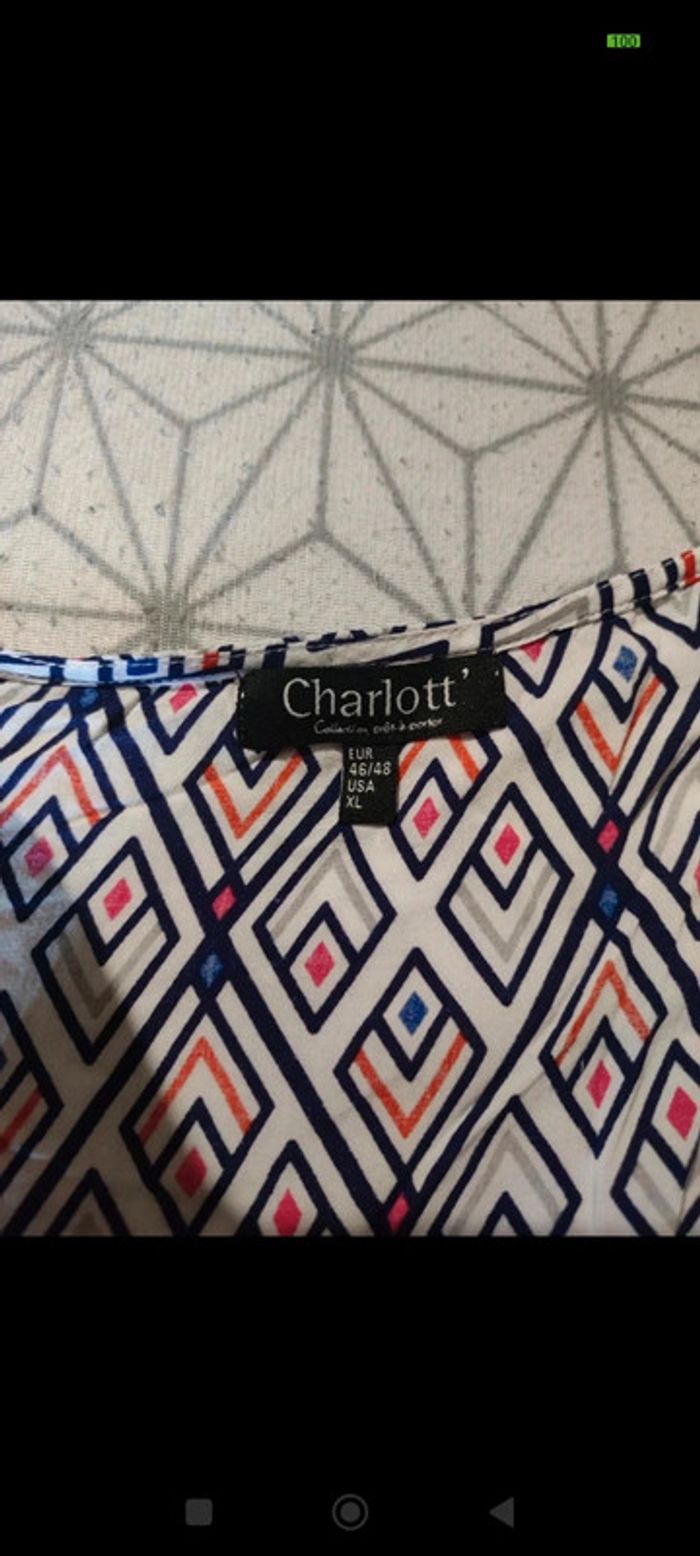 100
Charlott'
Collection prêt à porter
EUR
46/48
USA
XL